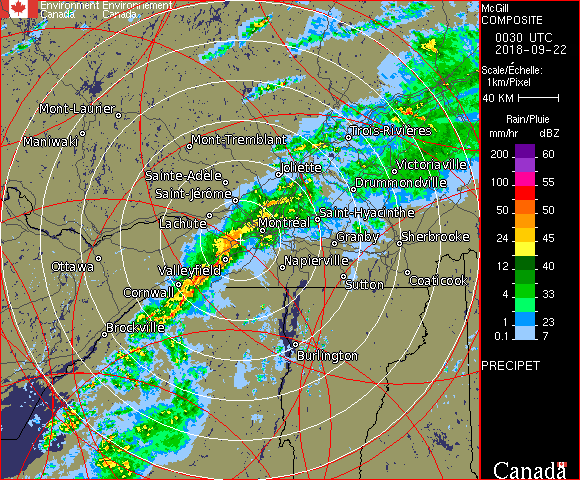 Environment Environnement
Canada Canada
McGill
COMPOSITE
0030 UTC
2018-09-22
Scale/Échelle:
1km/Pixel
40 KM
Rain/Pluie
mm/hr dBZ
200 60
100 55
50 50
24 45
12 40
4 33
1 23
0.1 7
PRECIPET
Canada
Mont-Laurier
Maniwaki
Mont-Tremblant
Trois-Rivières
Joliette
Victoriaville
Sainte-Adèle
Drummondville
Saint-Jérôme
Lachute
Saint-Hyacinthe
Montréal
Granby
Sherbrooke
Ottawa
Valleyfield
Napierville
Cornwall
Sutton
Coaticook
Brockville
Burlington